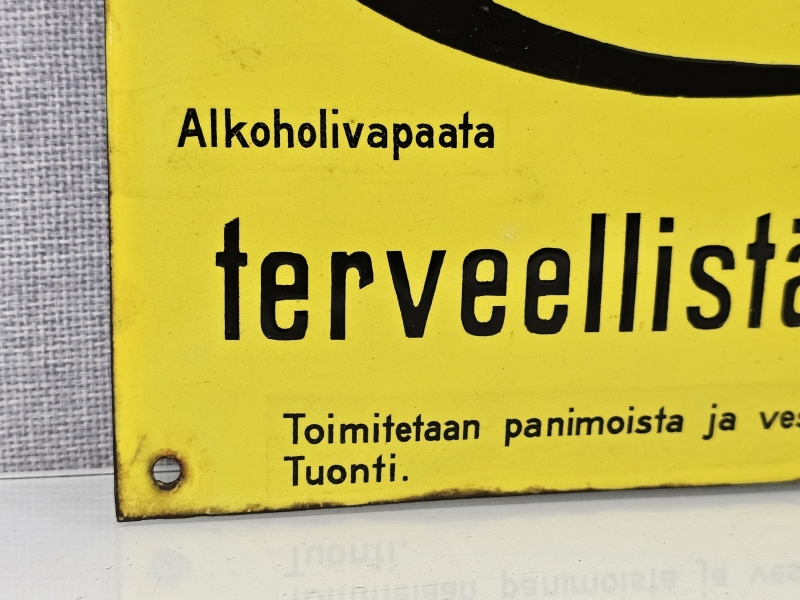 Alkoholivapaata
terveellistä
Toimitetaan panimoista ja
Tuonti.